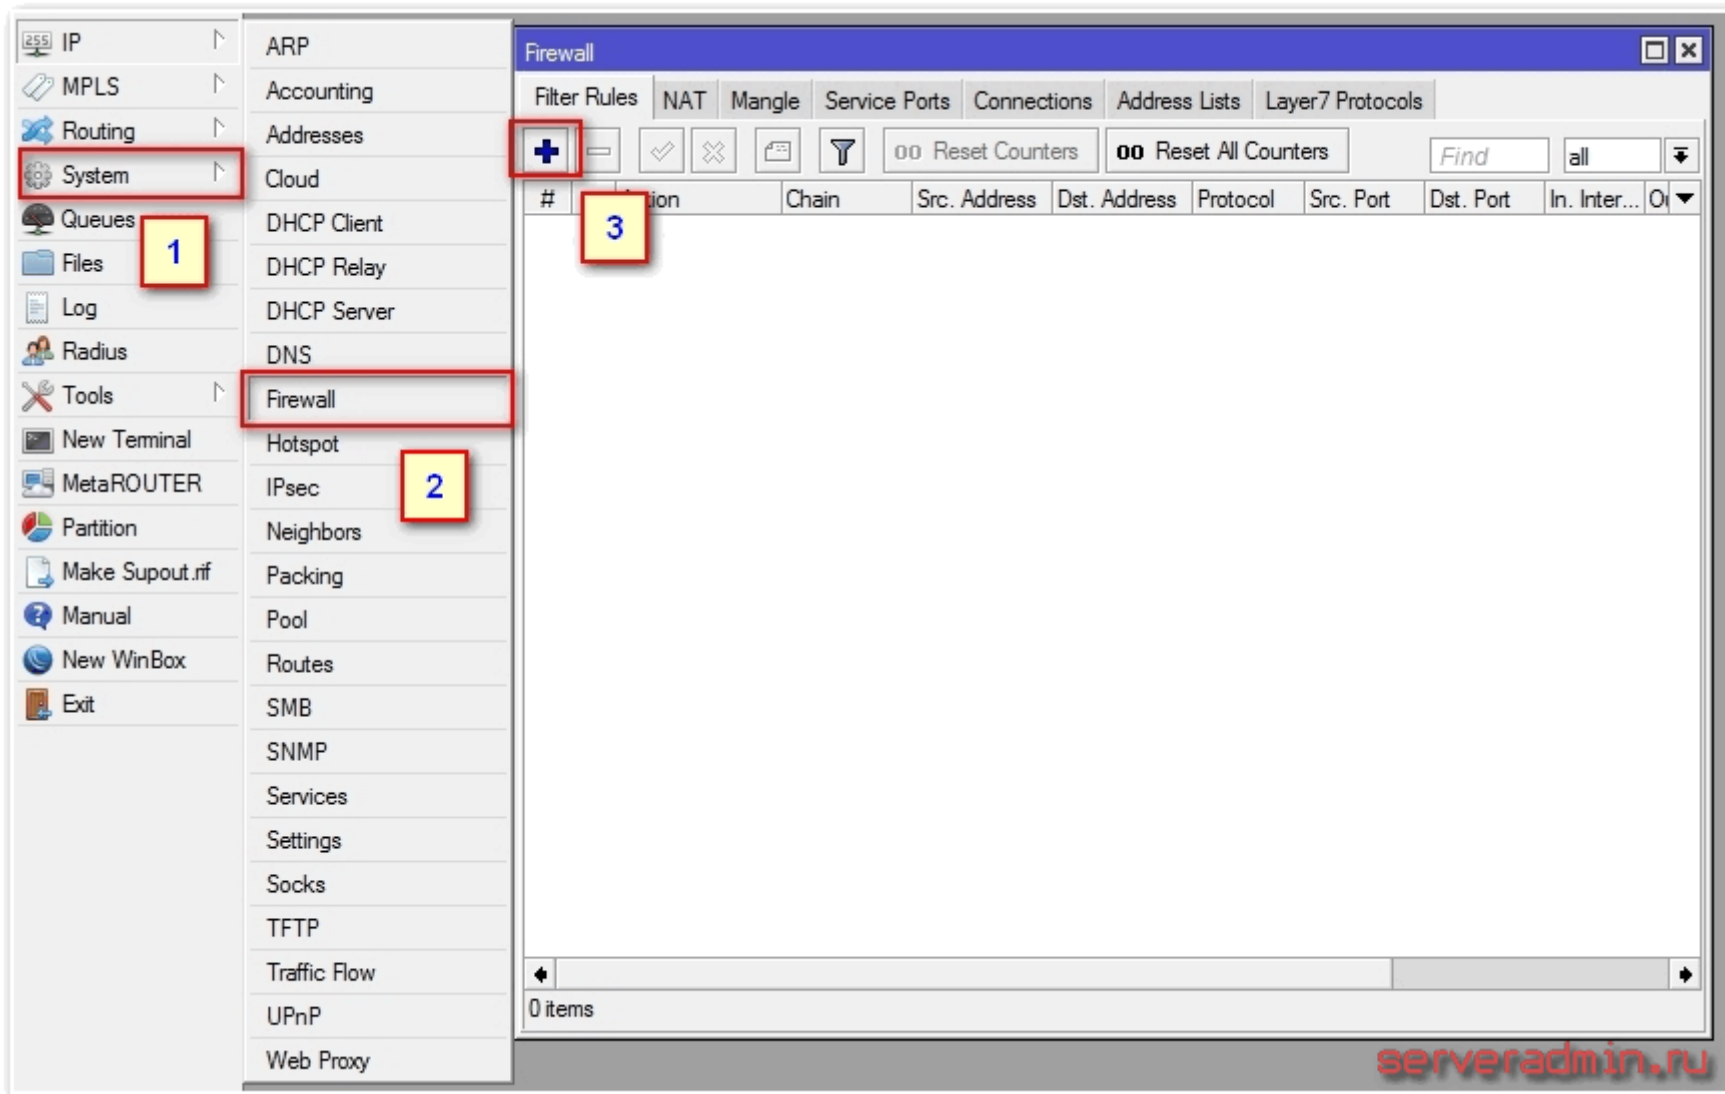 255 IP
MPLS
Routing
System
Queues
Files
Log
Radius
Tools
New Terminal
MetaROUTER
Partition
Make Supout.rif
Manual
New WinBox
Exit
1
ARP
Accounting
Addresses
Cloud
DHCP Client
DHCP Relay
DHCP Server
DNS
Firewall
Hotspot
IPsec
Neighbors
Packing
Pool
Routes
SMB
SNMP
Services
Settings
Socks
TFTP
Traffic Flow
UPnP
Web Proxy
2
Firewall
Filter Rules NAT Mangle Service Ports Connections Address Lists Layer7 Protocols
00 Reset Counters 00 Reset All Counters Find all
# Chain Src. Address Dst. Address Protocol Src. Port Dst. Port In. Inter...
3
0 items
serveradmin.ru